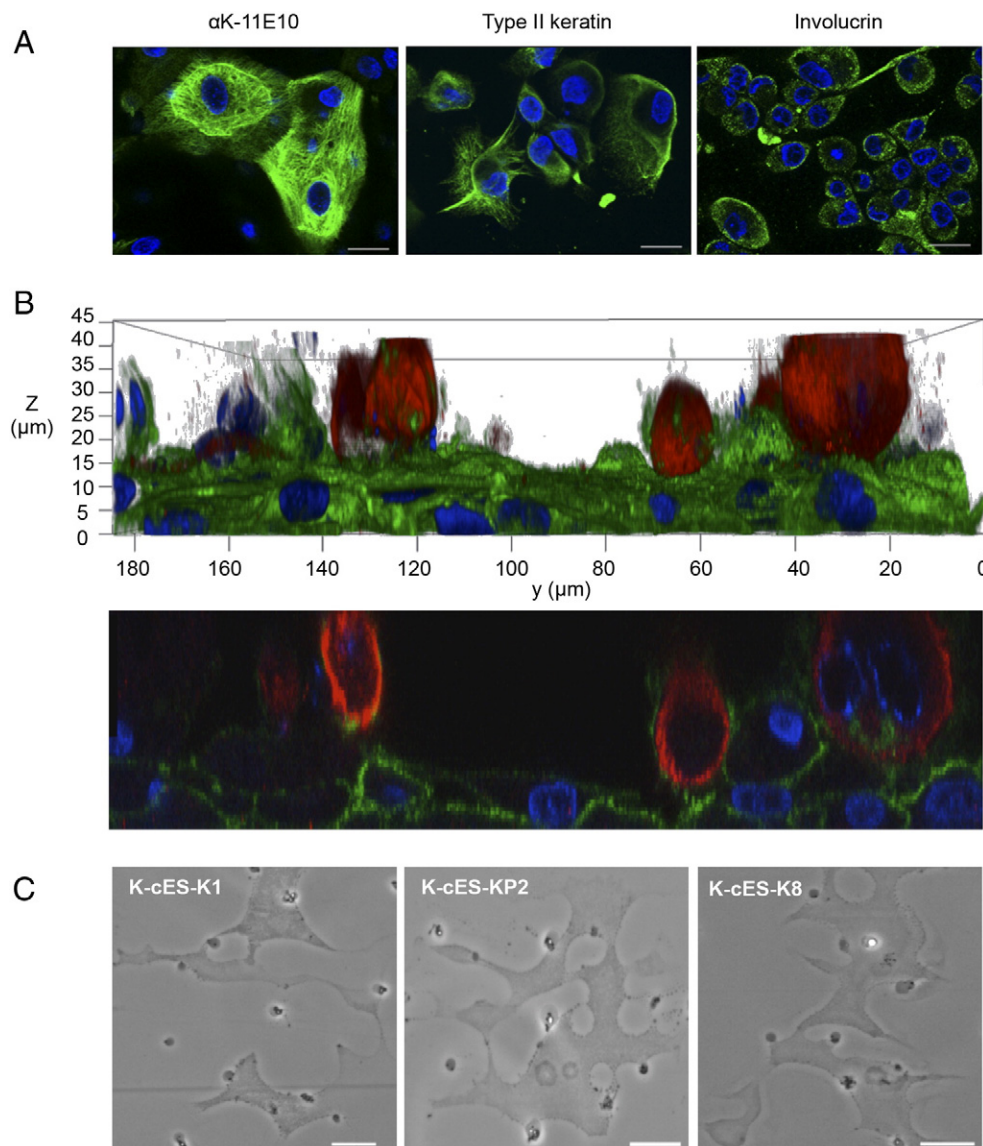 A
αK-11E10
Type II keratin
Involucrin
B
45
40
35
30
Z
25
(μm)
20
15
10
5
0
180 160 140 120 100 80 60 40 20 0
y (μm)
C
K-cES-K1
K-cES-KP2
K-cES-K8